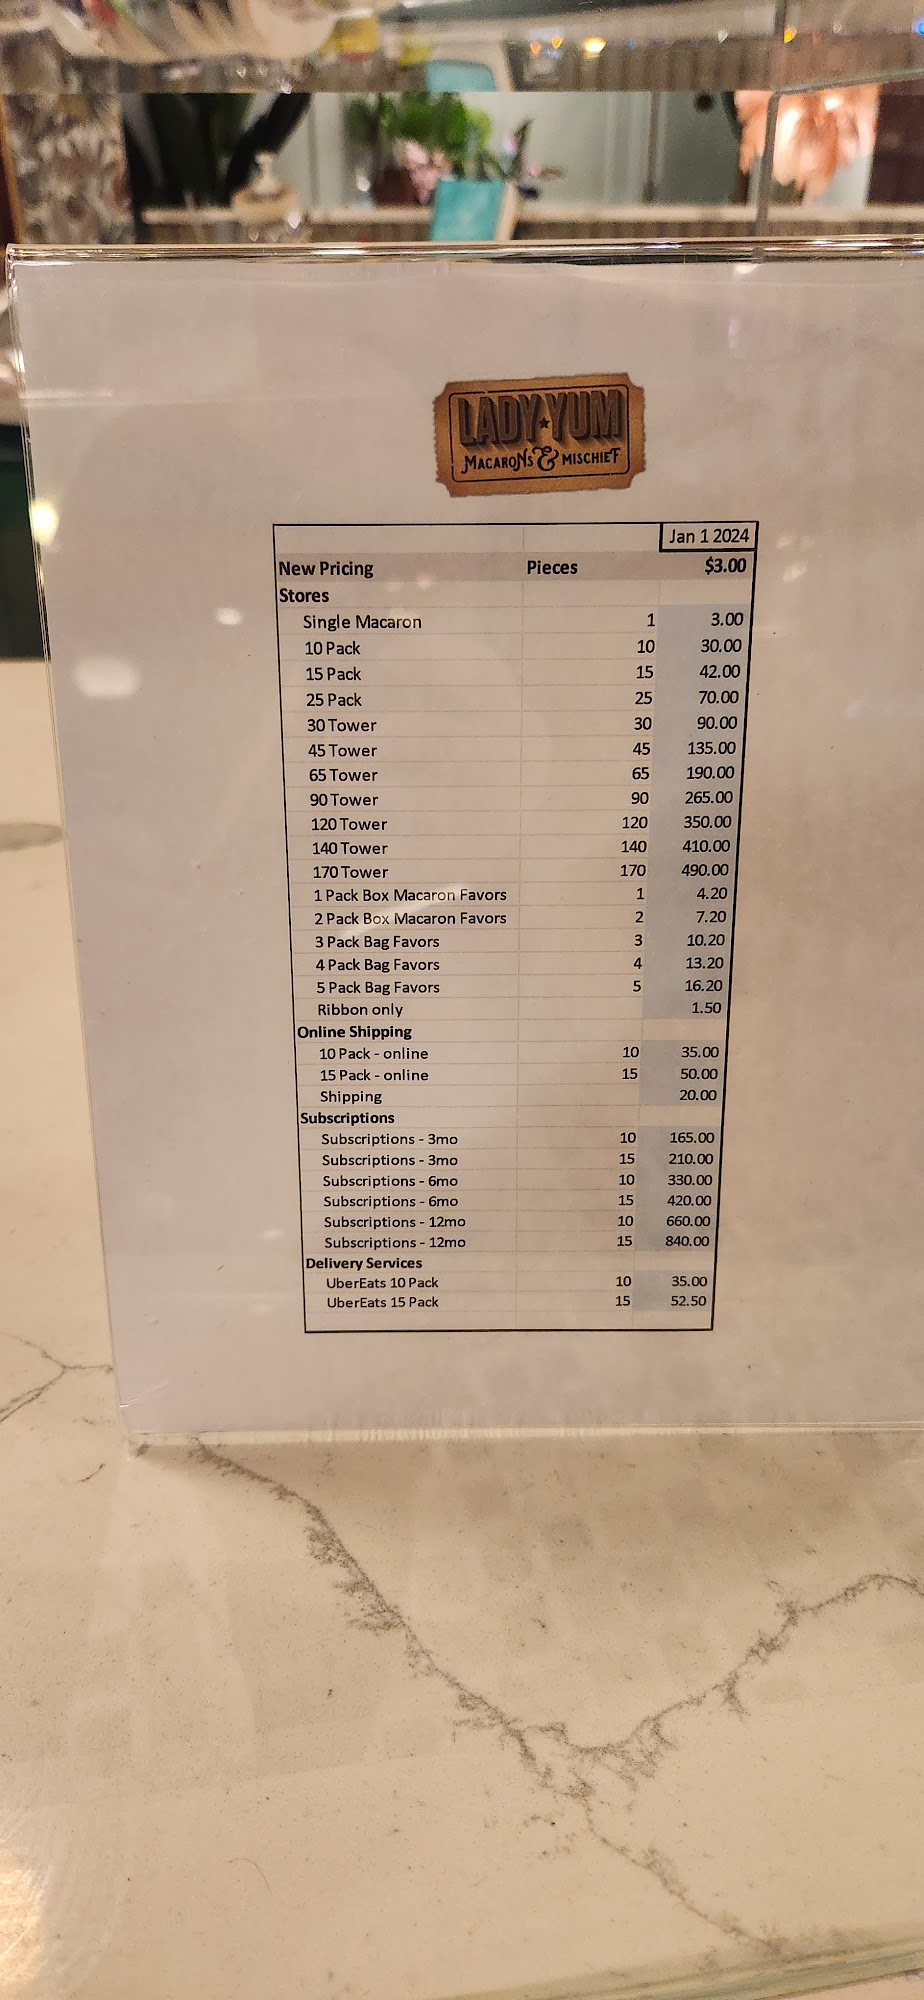 LADY★YUM
MACARONS & MISCHIEF
Jan 1 2024
New Pricing Pieces $3.00
Stores
Single Macaron 1 3.00
10 Pack 10 30.00
15 Pack 15 42.00
25 Pack 25 70.00
30 Tower 30 90.00
45 Tower 45 135.00
65 Tower 65 190.00
90 Tower 90 265.00
120 Tower 120 350.00
140 Tower 140 410.00
170 Tower 170 490.00
1 Pack Box Macaron Favors 1 4.20
2 Pack Box Macaron Favors 2 7.20
3 Pack Bag Favors 3 10.20
4 Pack Bag Favors 4 13.20
5 Pack Bag Favors 5 16.20
Ribbon only 1.50
Online Shipping
10 Pack - online 10 35.00
15 Pack - online 15 50.00
Shipping 20.00
Subscriptions
Subscriptions - 3mo 10 165.00
Subscriptions - 3mo 15 210.00
Subscriptions - 6mo 10 330.00
Subscriptions - 6mo 15 420.00
Subscriptions - 12mo 10 660.00
Subscriptions - 12mo 15 840.00
Delivery Services
UberEats 10 Pack 10 35.00
UberEats 15 Pack 15 52.50